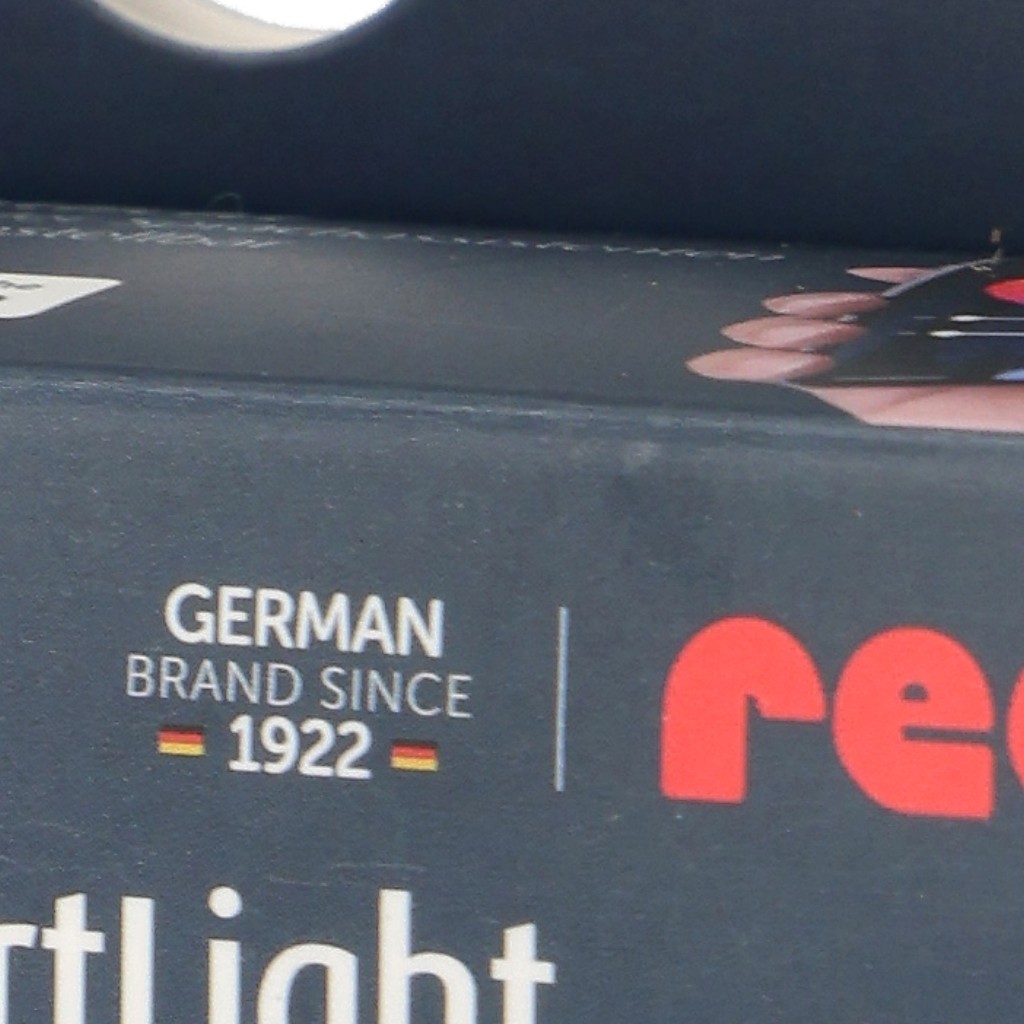 GERMAN
BRAND SINCE
1922
re
rtLight